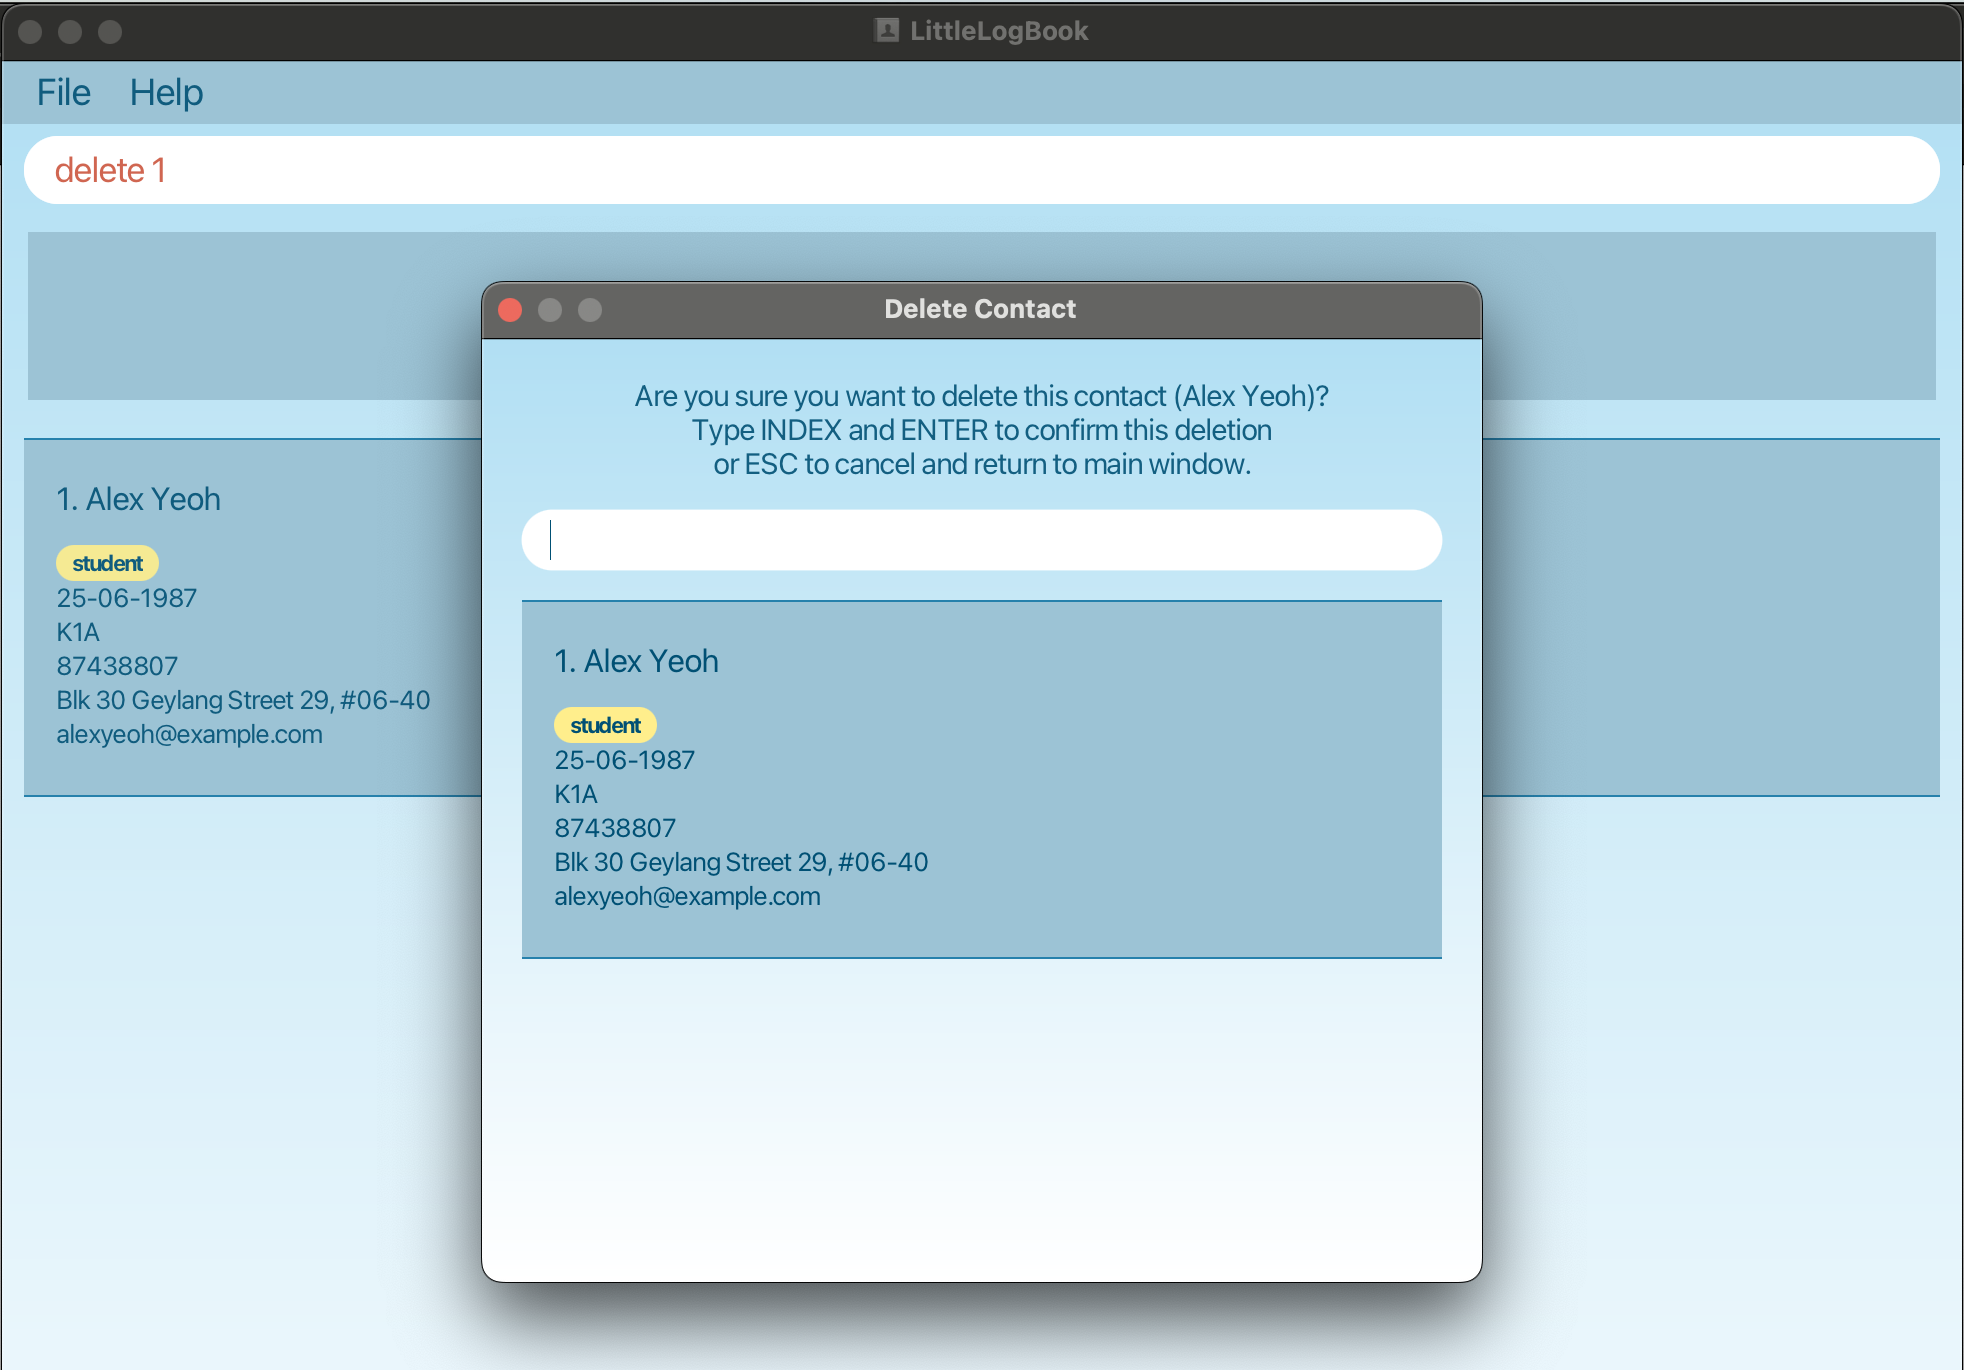 LittleLogBook
File Help
delete 1
Delete Contact
Are you sure you want to delete this contact (Alex Yeoh)?
Type INDEX and ENTER to confirm this deletion
or ESC to cancel and return to main window.
1. Alex Yeoh
student
25-06-1987
K1A
87438807
Blk 30 Geylang Street 29, #06-40
alexyeoh@example.com
1. Alex Yeoh
student
25-06-1987
K1A
87438807
Blk 30 Geylang Street 29, #06-40
alexyeoh@example.com